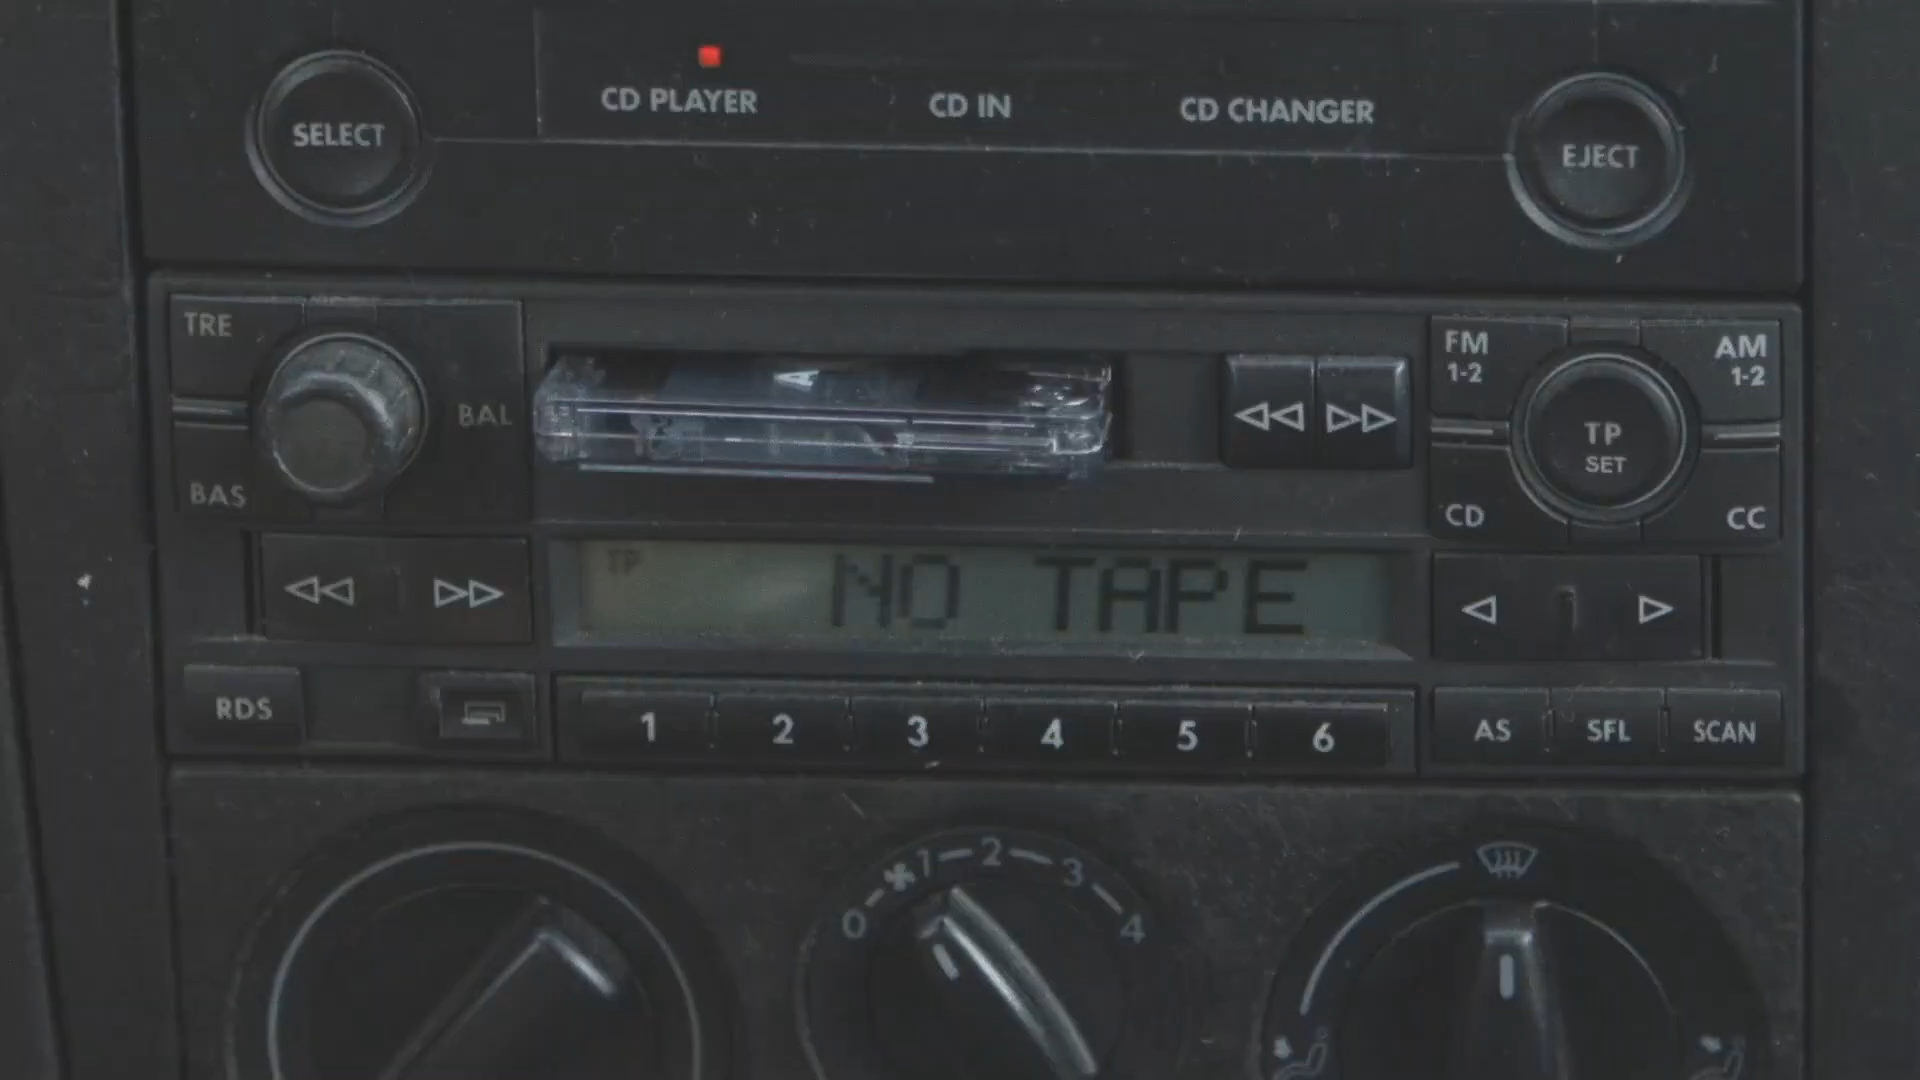 CD PLAYER CD IN CD CHANGER
SELECT
EJECT
TRE
BAL
BAS
A
FM
1-2
AM
1-2
TP
SET
CD
CC
TP
NO TAPE
RDS
1 2 3 4 5 6
AS SFL SCAN
0 1 2 3 4